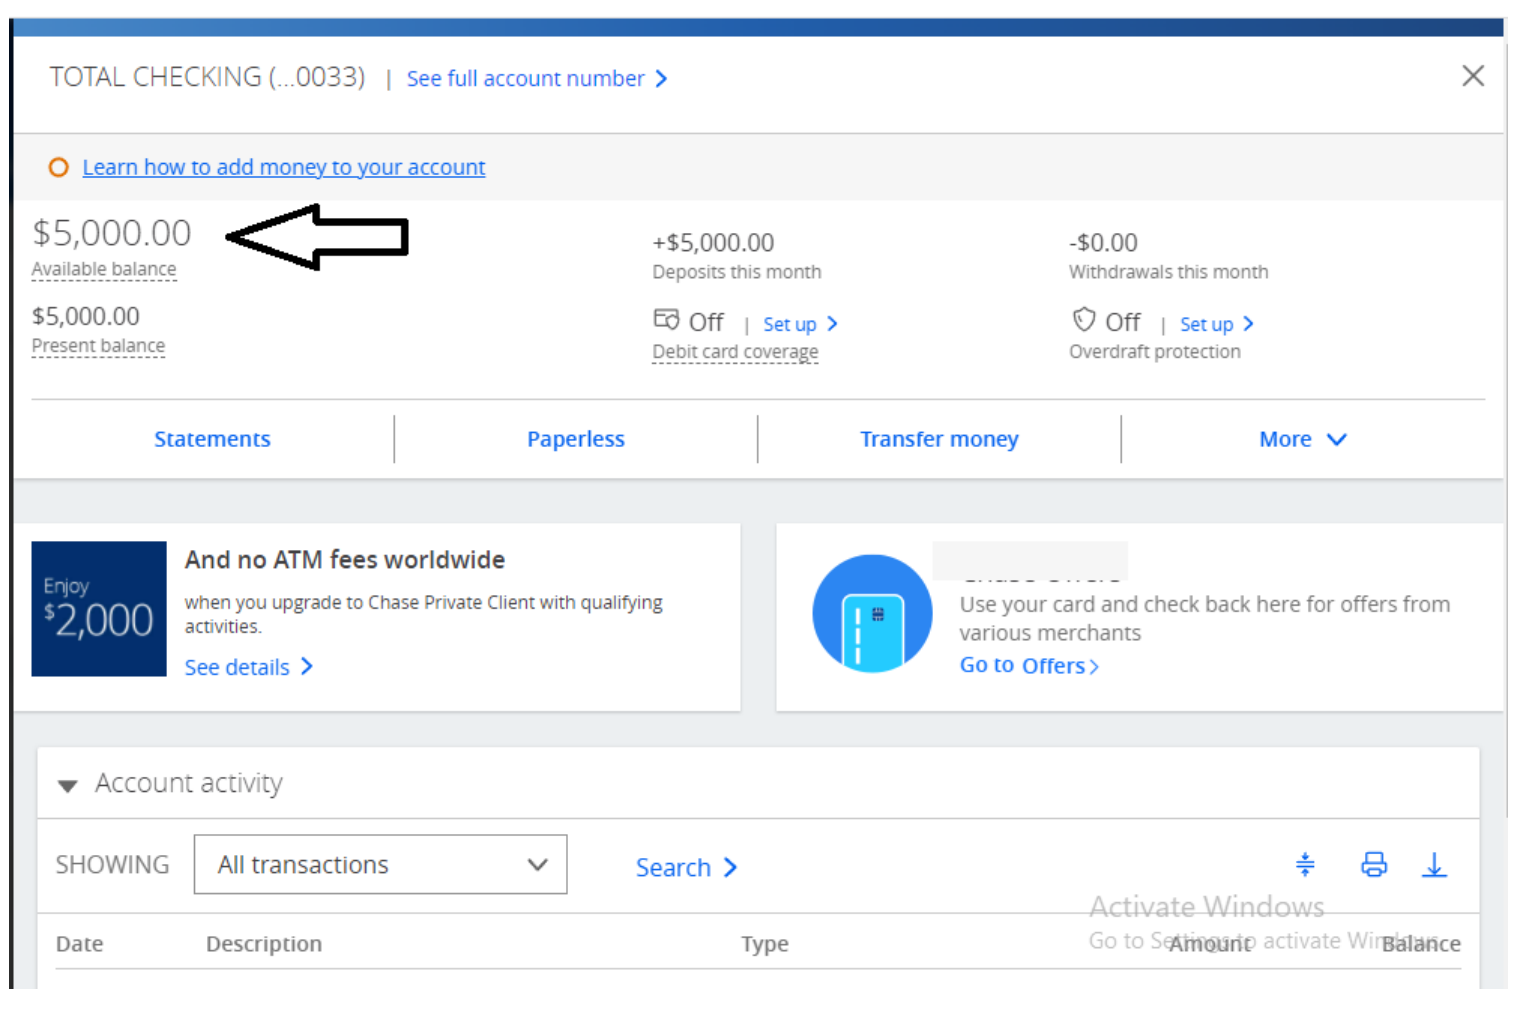 TOTAL CHECKING (...0033) | See full account number >
Learn how to add money to your account
$5,000.00
Available balance
$5,000.00
Present balance
+$5,000.00
Deposits this month
Off | Set up >
Debit card coverage
-$0.00
Withdrawals this month
Off | Set up >
Overdraft protection
Statements
Paperless
Transfer money
More
Enjoy
$2,000
And no ATM fees worldwide
when you upgrade to Chase Private Client with qualifying
activities.
See details >
Use your card and check back here for offers from
various merchants
Go to Offers >
Account activity
SHOWING
All transactions
Search >
Activate Windows
Go to Settings to activate Windows.
Date Description Type Amount Balance